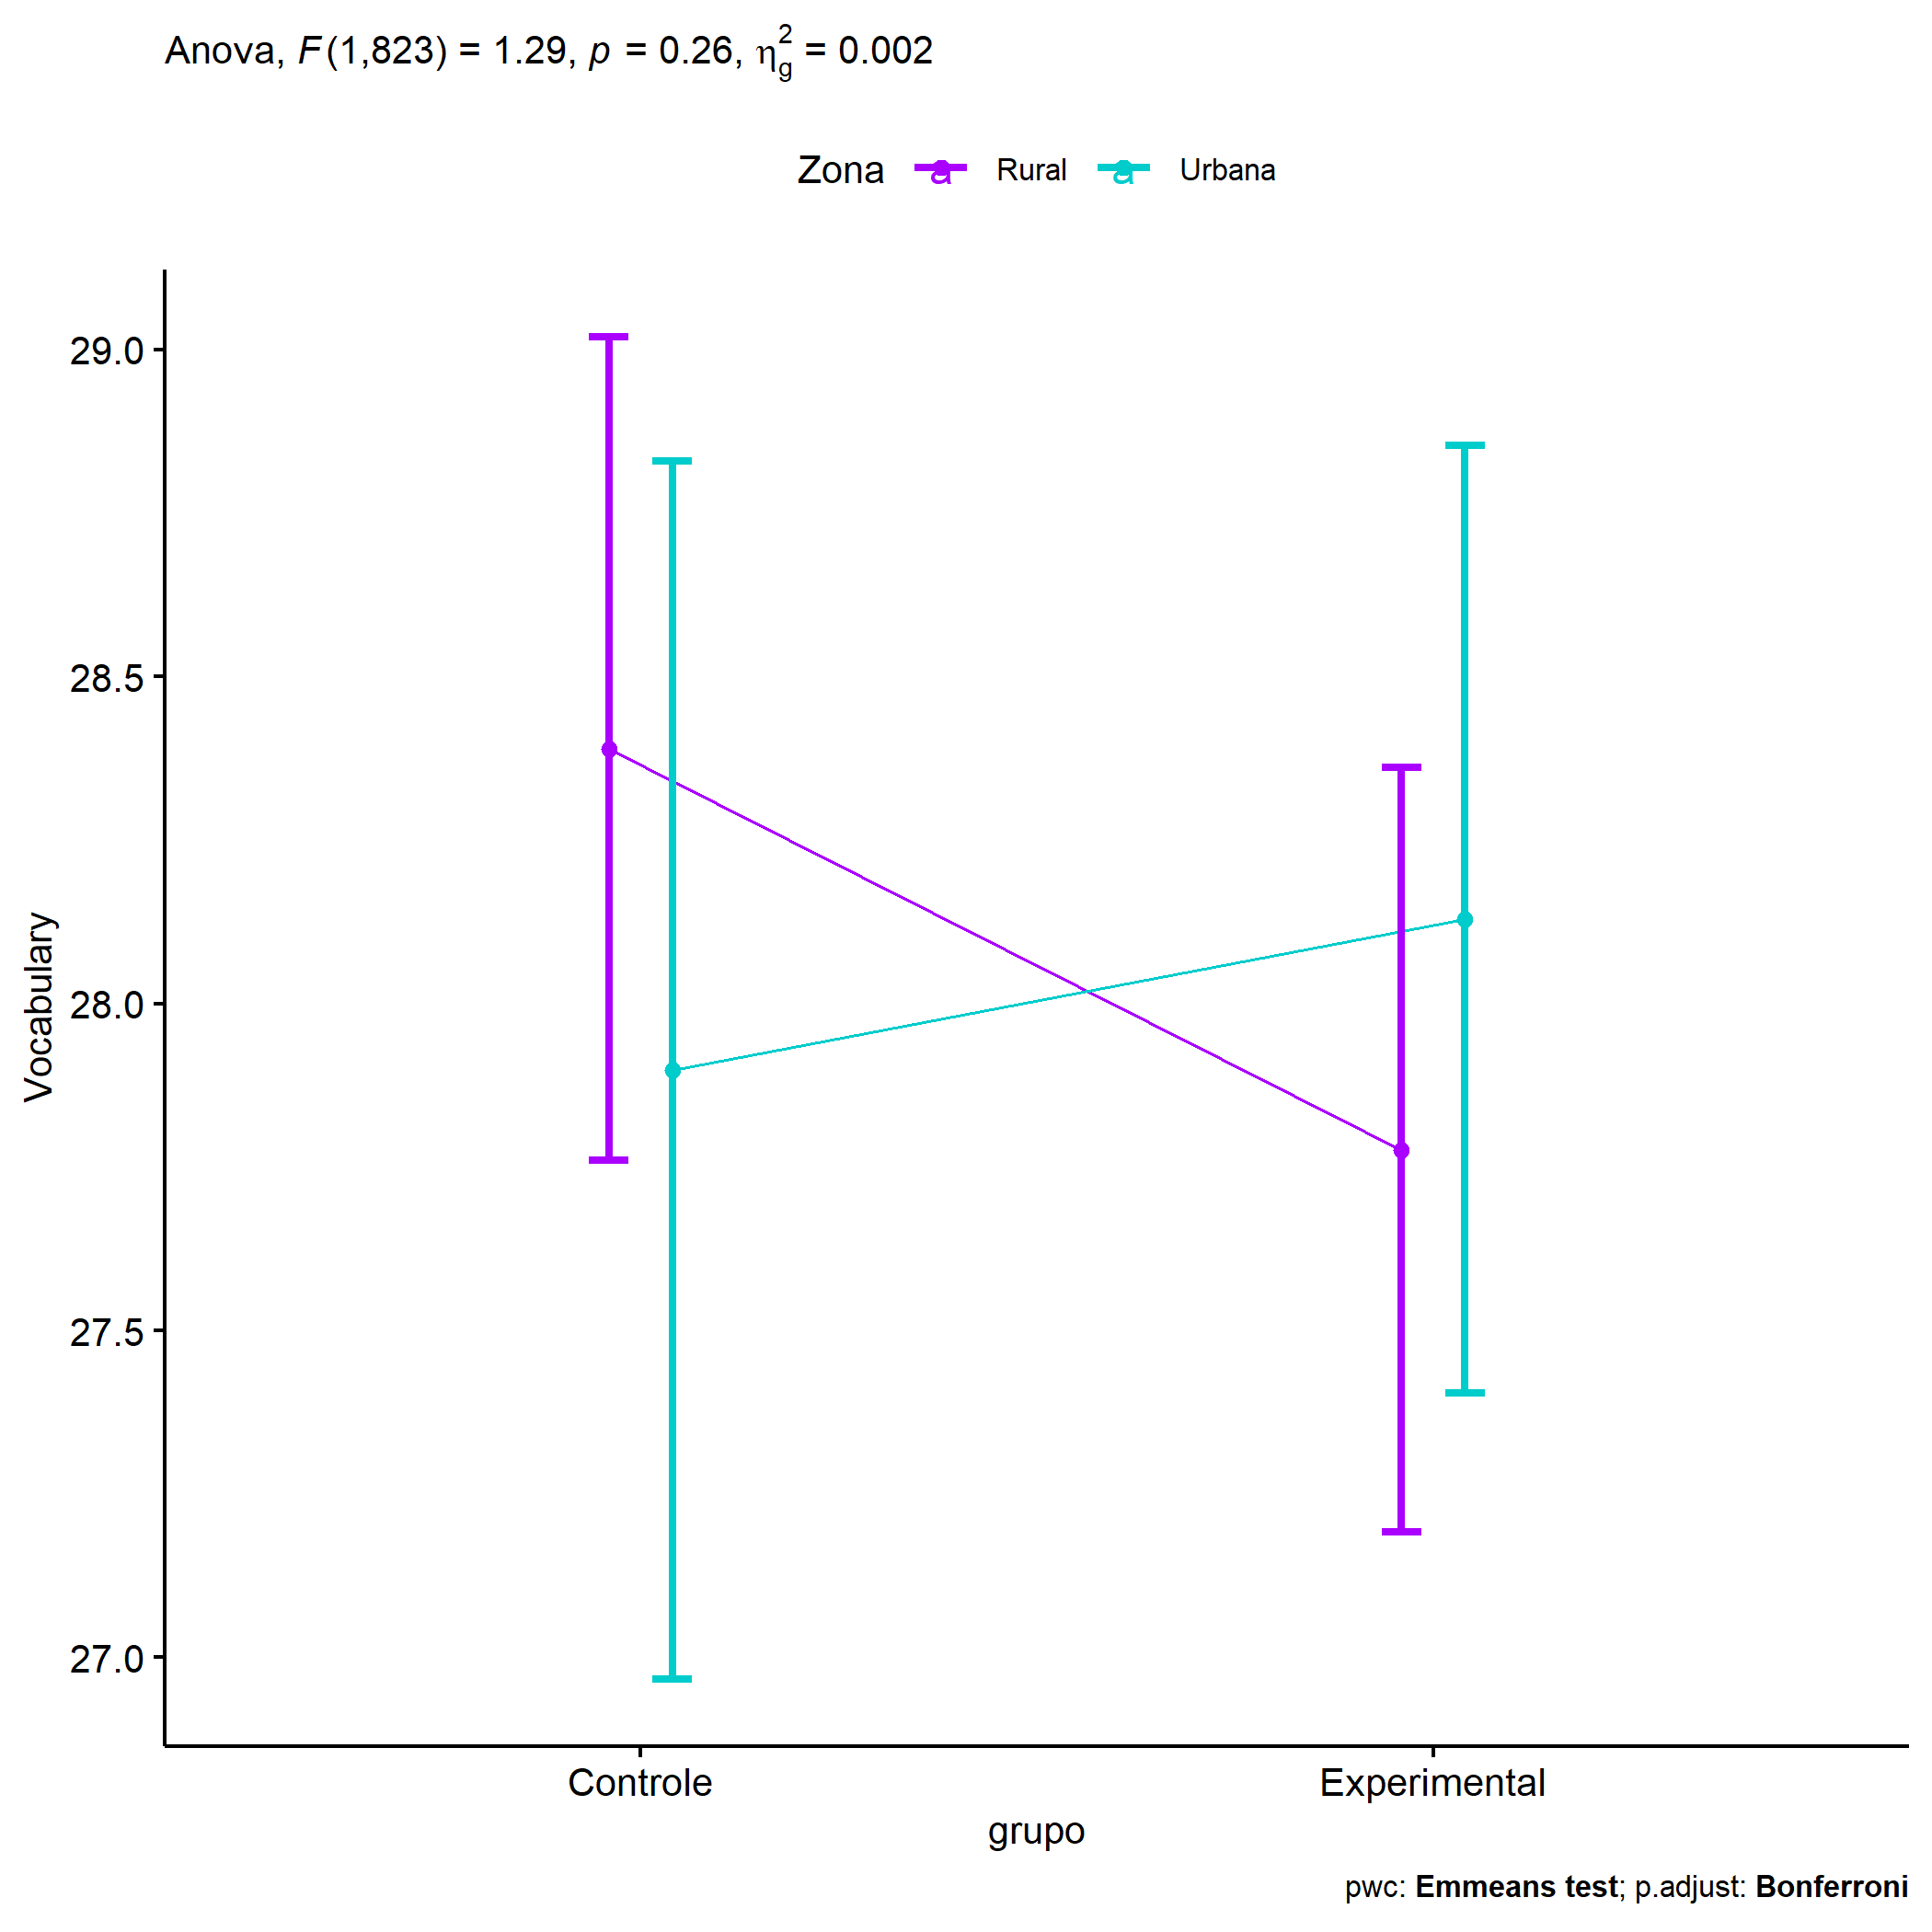 Anova, F(1,823) = 1.29, p = 0.26, η²g = 0.002
Zona a Rural a Urbana
29.0
28.5
28.0
27.5
27.0
Vocabulary
Controle Experimental
grupo
pwc: Emmeans test; p.adjust: Bonferroni